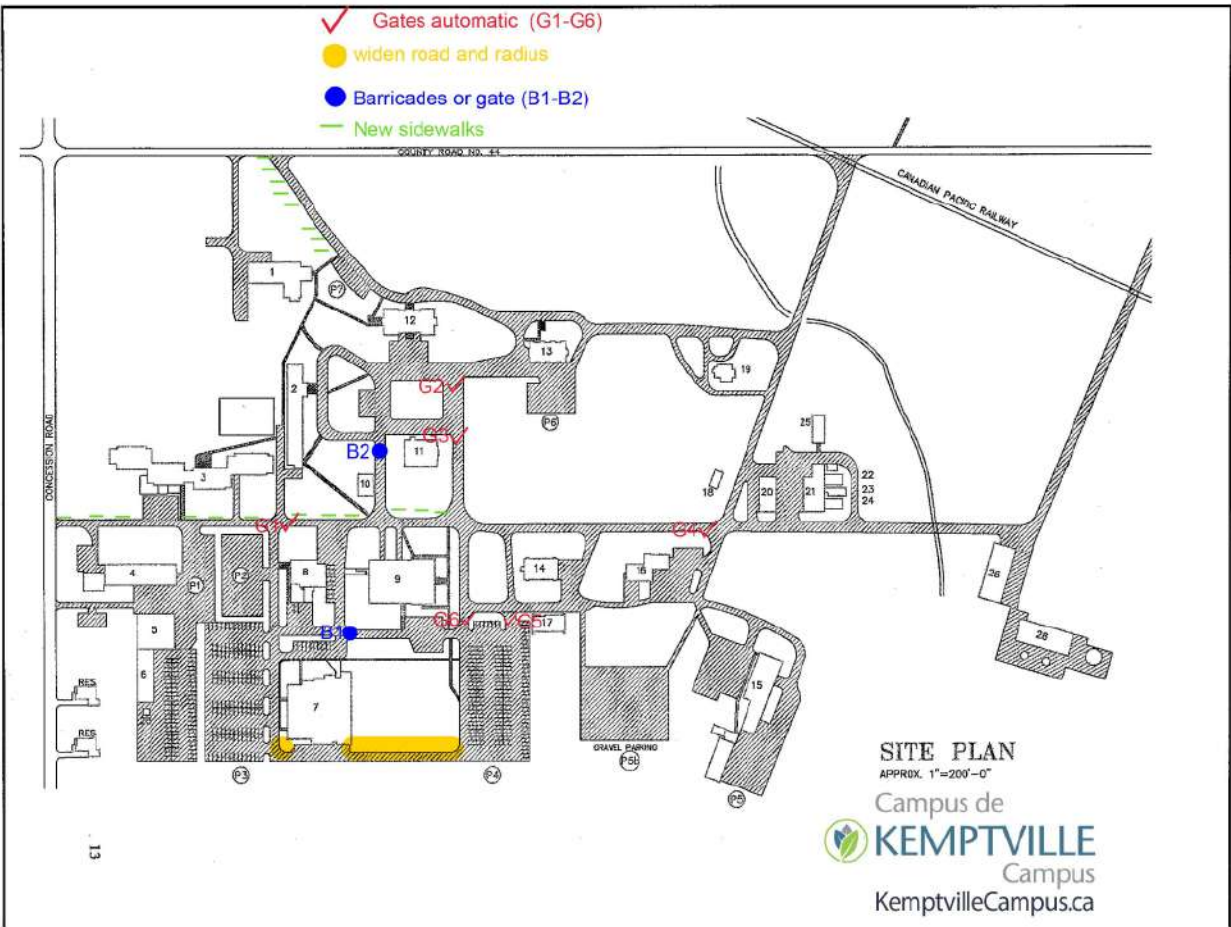 Gates automatic (G1-G6)
widen road and radius
Barricades or gate (B1-B2)
New sidewalks
COUNTY ROAD NO. 44
CANADIAN PACIFIC RAILWAY
CONCESSION ROAD
1
P7
12
13
19
2
G2
P6
G3
B2
11
25
3
10
18
20
21
22
23
24
G1
G4
4
P1
P2
8
9
14
16
26
5
B1
G6
G5
17
28
6
RES.
7
15
RES.
GRAVEL PARKING
P5b
P3
P4
P5
SITE PLAN
APPROX. 1"=200'-0"
Campus de
KEMPTVILLE
Campus
KemptvilleCampus.ca
13